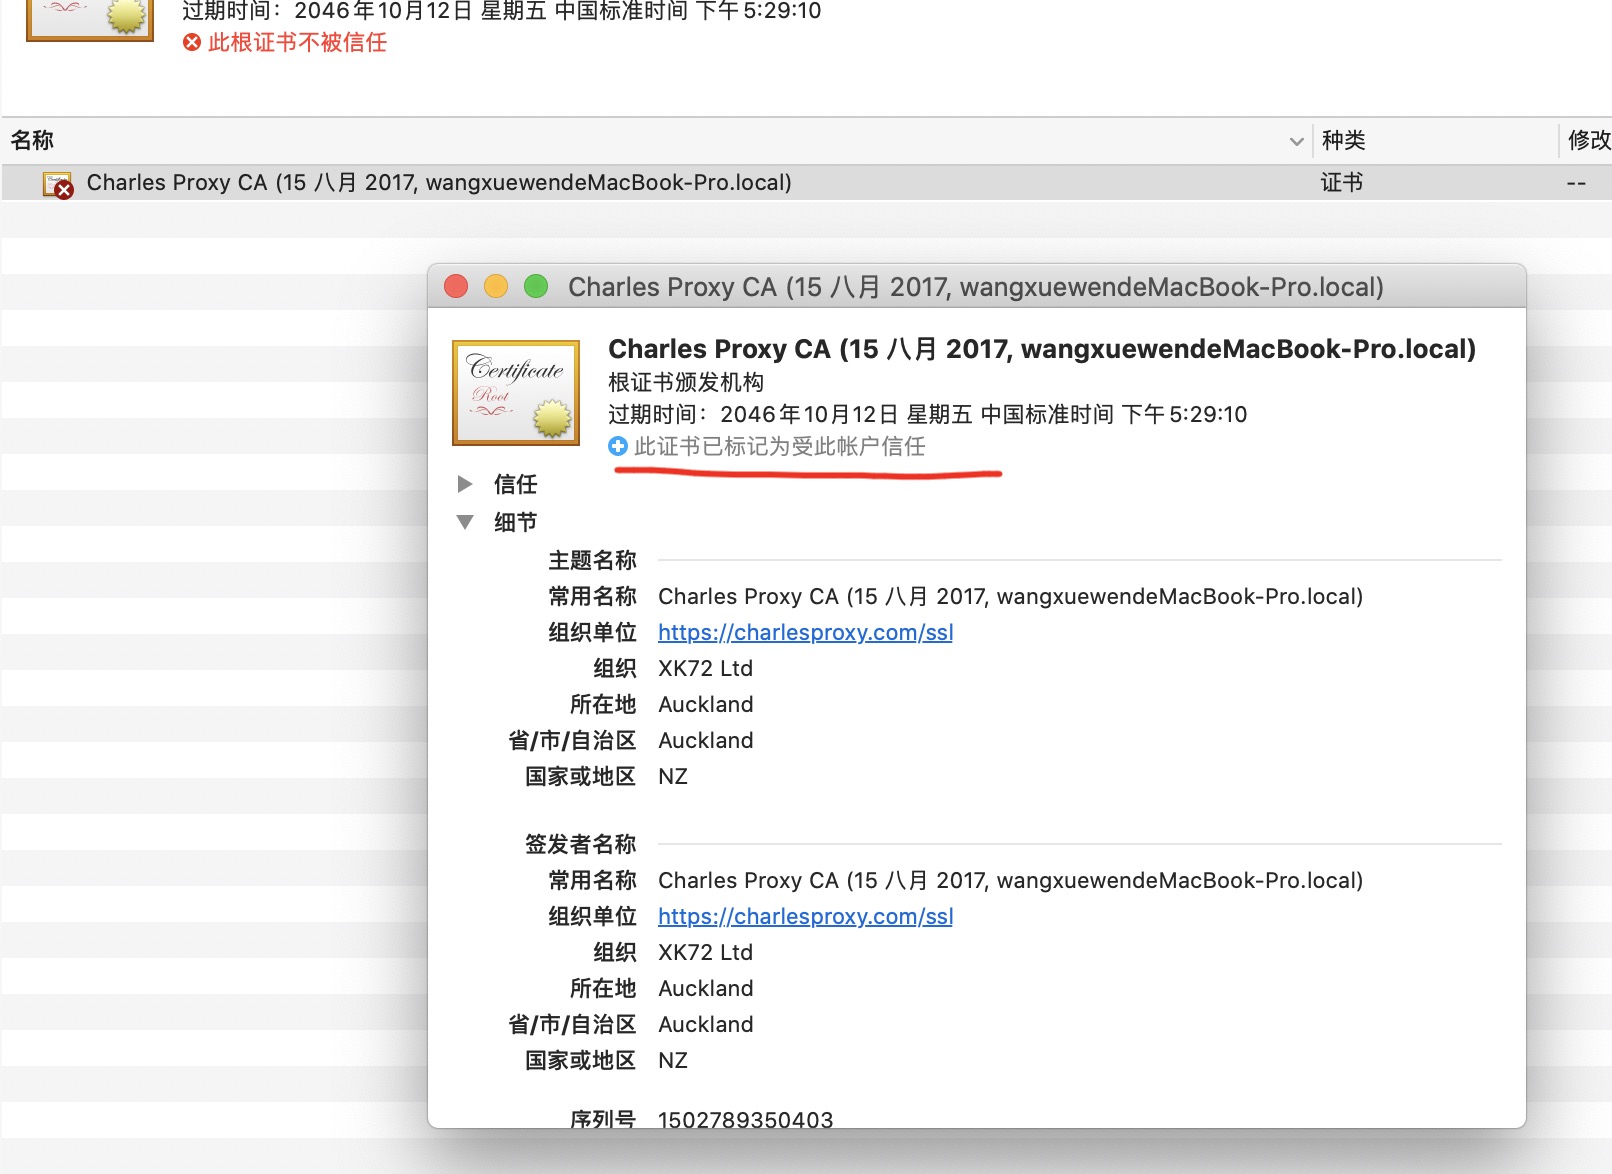 过期时间：2046年10月12日 星期五 中国标准时间 下午5:29:10
此根证书不被信任
名称 种类 修改
Charles Proxy CA (15 八月 2017, wangxuewendeMacBook-Pro.local) 证书 --
Charles Proxy CA (15 八月 2017, wangxuewendeMacBook-Pro.local)
Certificate
Root
Charles Proxy CA (15 八月 2017, wangxuewendeMacBook-Pro.local)
根证书颁发机构
过期时间：2046年10月12日 星期五 中国标准时间 下午5:29:10
此证书已标记为受此帐户信任
信任
细节
主题名称
常用名称 Charles Proxy CA (15 八月 2017, wangxuewendeMacBook-Pro.local)
组织单位 https://charlesproxy.com/ssl
组织 XK72 Ltd
所在地 Auckland
省/市/自治区 Auckland
国家或地区 NZ
签发者名称
常用名称 Charles Proxy CA (15 八月 2017, wangxuewendeMacBook-Pro.local)
组织单位 https://charlesproxy.com/ssl
组织 XK72 Ltd
所在地 Auckland
省/市/自治区 Auckland
国家或地区 NZ
序列号 1502789350403